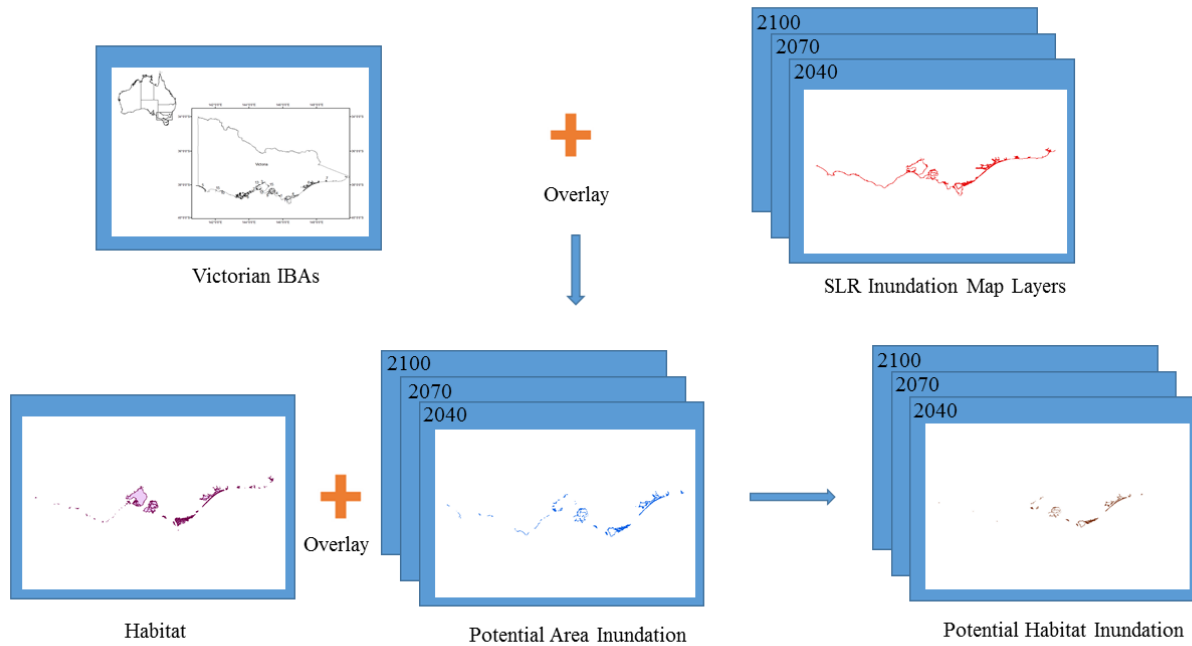 2100
2070
2040
Overlay
Victorian IBAs
SLR Inundation Map Layers
2100
2070
2040
2100
2070
2040
Overlay
Habitat
Potential Area Inundation
Potential Habitat Inundation